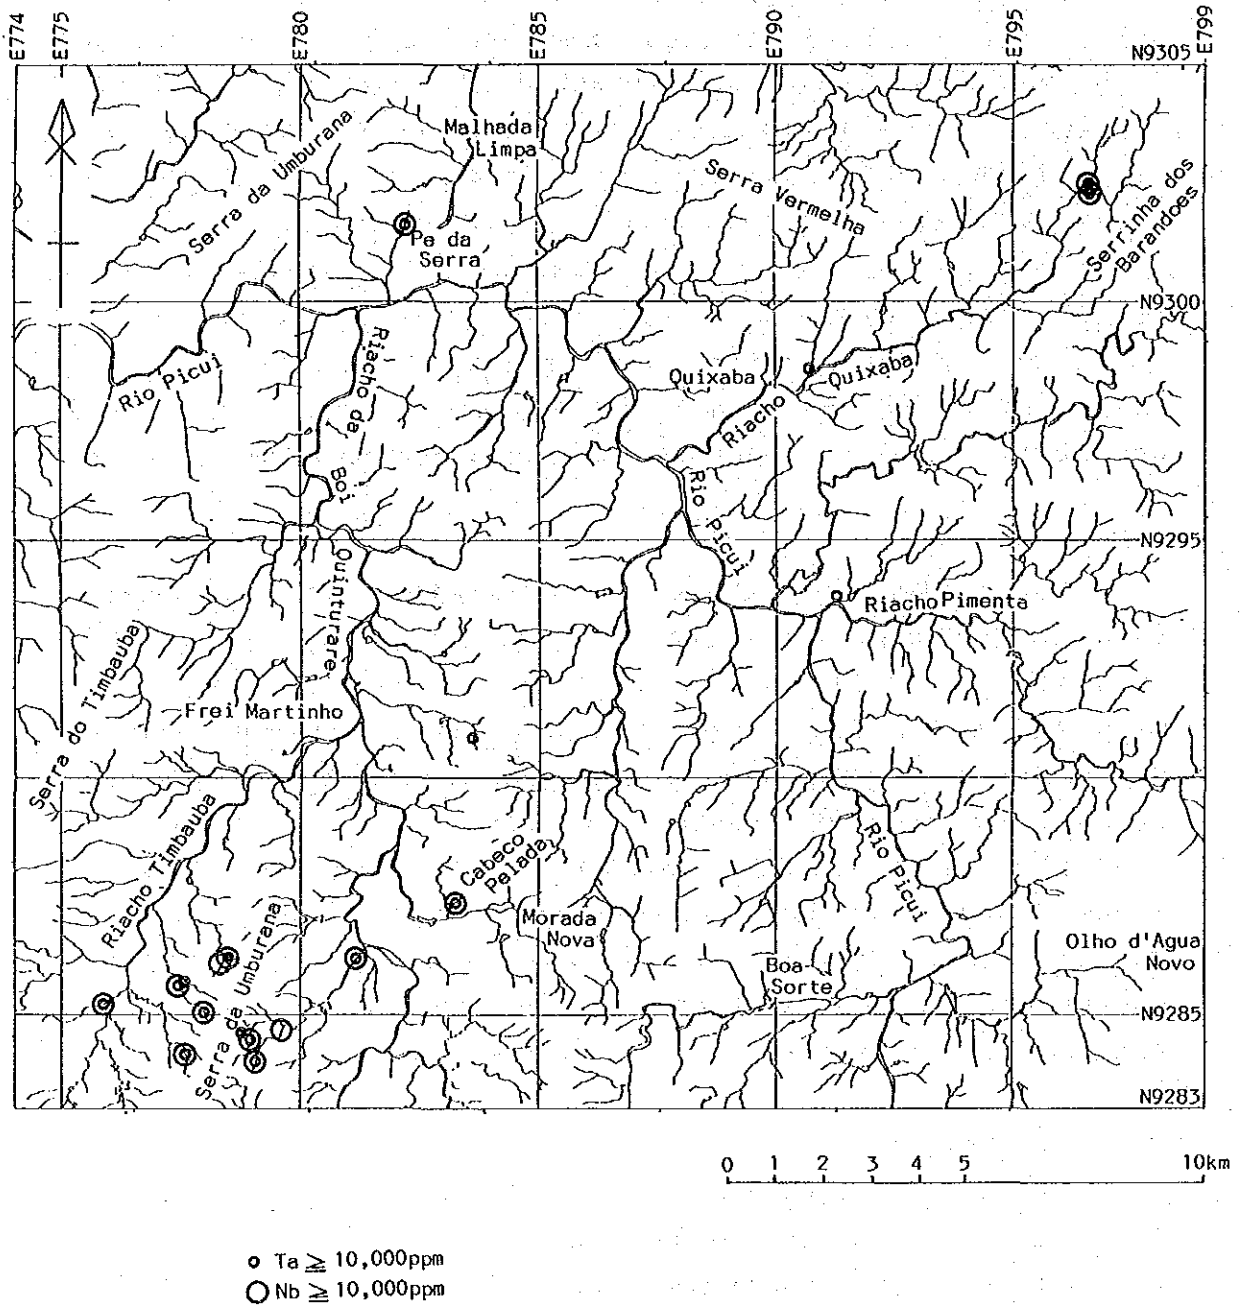 E774
E775
E780
E785
E790
E795
E799
N9305
Malhada
Limpa
Serra da Umburana
Serra Vermelha
Serrinha dos
Barandoes
Pe da
Serra
N9300
Rio Picui
Riacho da
Boi
Quixaba
Riacho
Quixaba
Rio Picui
N9295
Quinturare
Riacho Pimenta
Serra do Timbauba
Frei Martinho
Riacho Timbauba
Cabeco
Pelada
Rio Picui
Morada
Nova
Olho d'Agua
Novo
Boa
Sorte
Serra da Umburana
N9285
N9283
0 1 2 3 4 5 10km
Ta ≧ 10,000ppm
Nb ≧ 10,000ppm